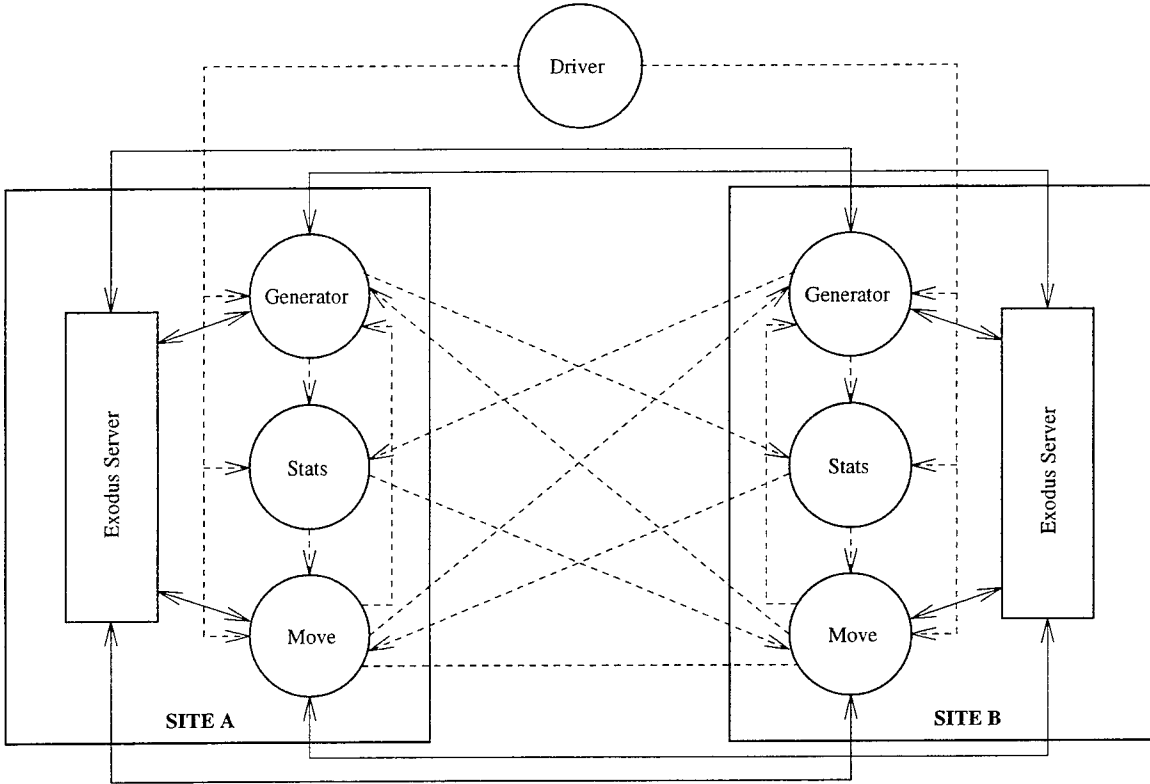 Driver
Generator
Generator
Exodus Server
Stats
Stats
Exodus Server
Move
Move
SITE A
SITE B